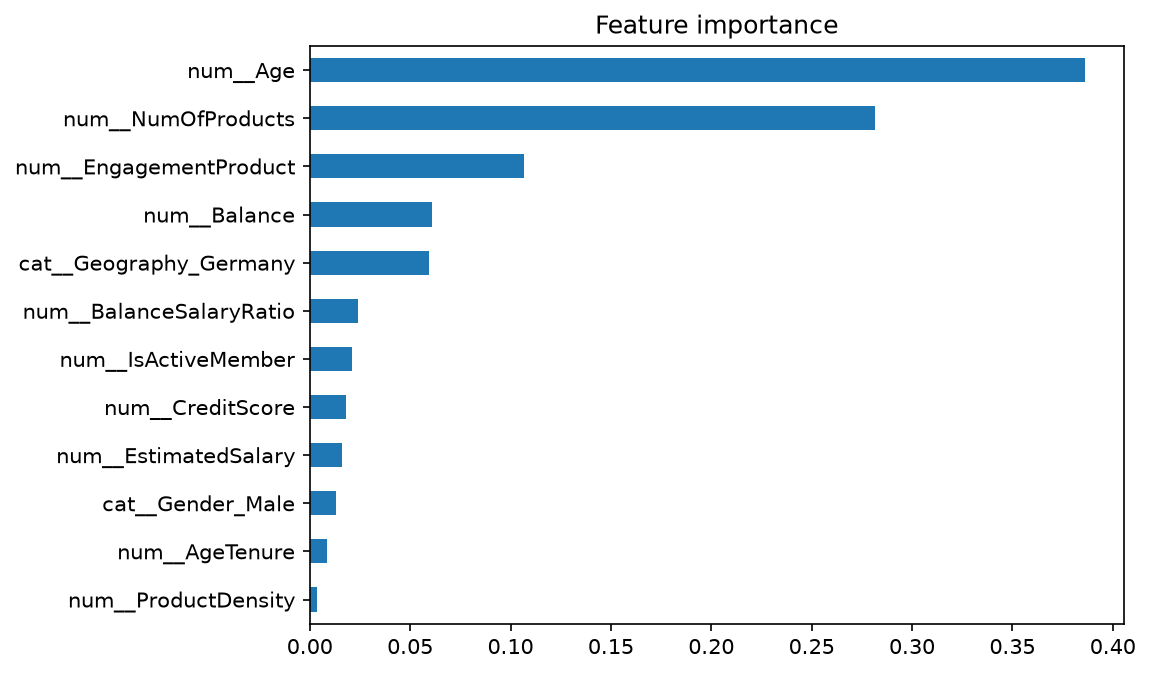 Feature importance
num__Age
num__NumOfProducts
num__EngagementProduct
num__Balance
cat__Geography_Germany
num__BalanceSalaryRatio
num__IsActiveMember
num__CreditScore
num__EstimatedSalary
cat__Gender_Male
num__AgeTenure
num__ProductDensity
0.00 0.05 0.10 0.15 0.20 0.25 0.30 0.35 0.40